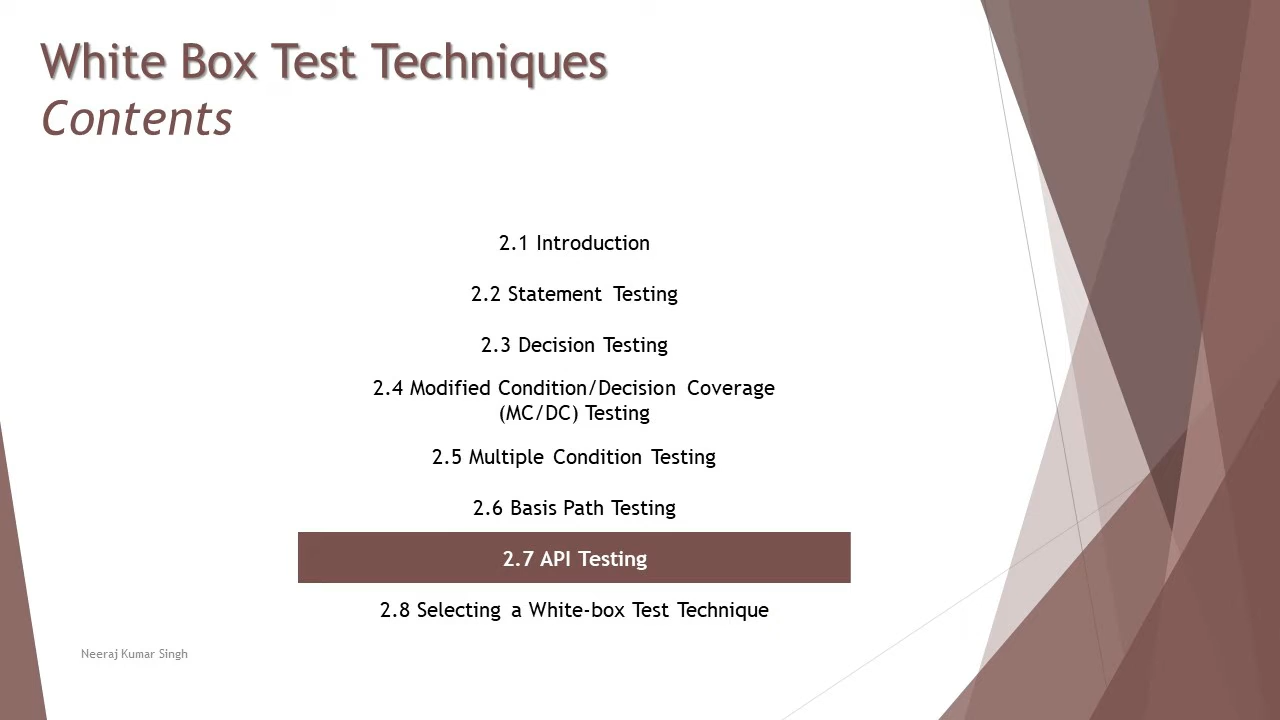 White Box Test Techniques
Contents
2.1 Introduction
2.2 Statement Testing
2.3 Decision Testing
2.4 Modified Condition/Decision Coverage
(MC/DC) Testing
2.5 Multiple Condition Testing
2.6 Basis Path Testing
2.7 API Testing
2.8 Selecting a White-box Test Technique
Neeraj Kumar Singh